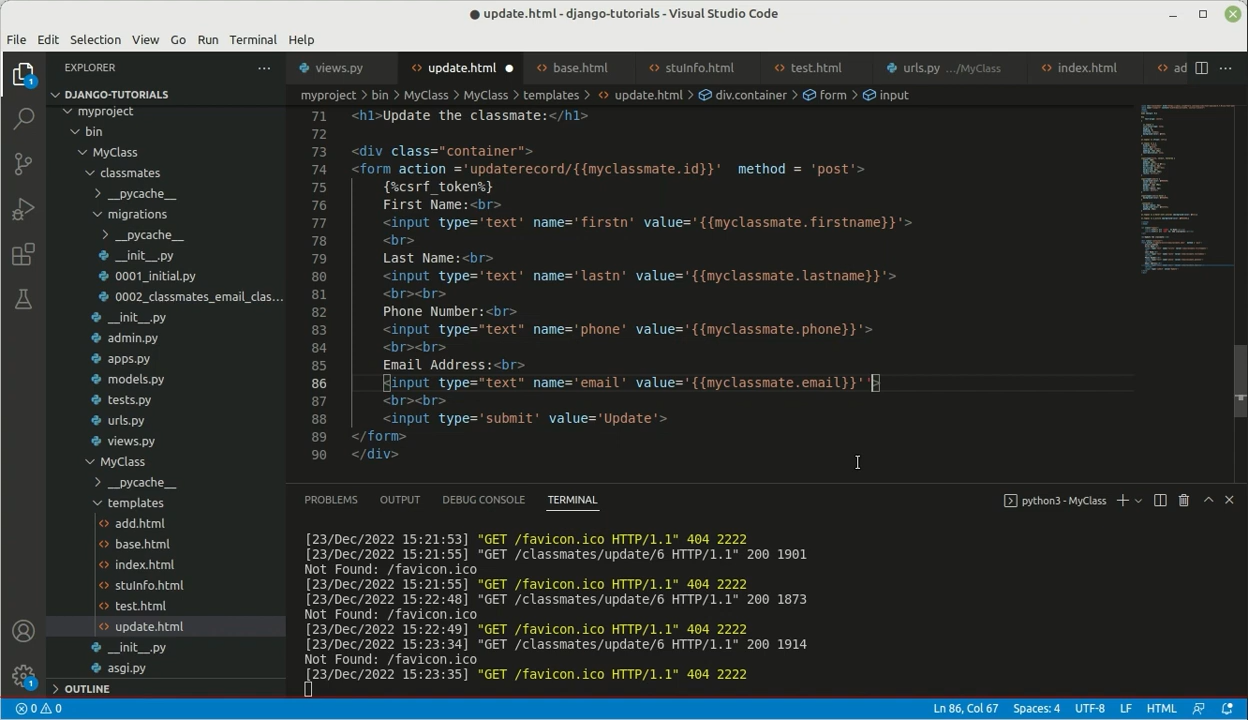 update.html - django-tutorials - Visual Studio Code
File Edit Selection View Go Run Terminal Help
1
EXPLORER
views.py update.html base.html stuInfo.html test.html urls.py .../MyClass index.html ad
DJANGO-TUTORIALS
myproject > bin > MyClass > MyClass > templates > update.html > div.container > form > input
myproject
bin
MyClass
classmates
__pycache__
migrations
__pycache__
__init__.py
0001_initial.py
0002_classmates_email_clas...
__init__.py
admin.py
apps.py
models.py
tests.py
urls.py
views.py
MyClass
__pycache__
templates
add.html
base.html
index.html
stuInfo.html
test.html
update.html
__init__.py
asgi.py
OUTLINE
1
71 <h1>Update the classmate:</h1>
72
73 <div class="container">
74 <form action ='updaterecord/{{myclassmate.id}}'  method = 'post'>
75 {%csrf_token%}
76 First Name:<br>
77 <input type='text' name='firstn' value='{{myclassmate.firstname}}'>
78 <br>
79 Last Name:<br>
80 <input type='text' name='lastn' value='{{myclassmate.lastname}}'>
81 <br><br>
82 Phone Number:<br>
83 <input type="text" name='phone' value='{{myclassmate.phone}}'>
84 <br><br>
85 Email Address:<br>
86 <input type="text" name='email' value='{{myclassmate.email}}''>
87 <br><br>
88 <input type='submit' value='Update'>
89 </form>
90 </div>
PROBLEMS OUTPUT DEBUG CONSOLE TERMINAL python3 - MyClass
[23/Dec/2022 15:21:53] "GET /favicon.ico HTTP/1.1" 404 2222
[23/Dec/2022 15:21:55] "GET /classmates/update/6 HTTP/1.1" 200 1901
Not Found: /favicon.ico
[23/Dec/2022 15:21:55] "GET /favicon.ico HTTP/1.1" 404 2222
[23/Dec/2022 15:22:48] "GET /classmates/update/6 HTTP/1.1" 200 1873
Not Found: /favicon.ico
[23/Dec/2022 15:22:49] "GET /favicon.ico HTTP/1.1" 404 2222
[23/Dec/2022 15:23:34] "GET /classmates/update/6 HTTP/1.1" 200 1914
Not Found: /favicon.ico
[23/Dec/2022 15:23:35] "GET /favicon.ico HTTP/1.1" 404 2222
0 0 Ln 86, Col 67 Spaces: 4 UTF-8 LF HTML